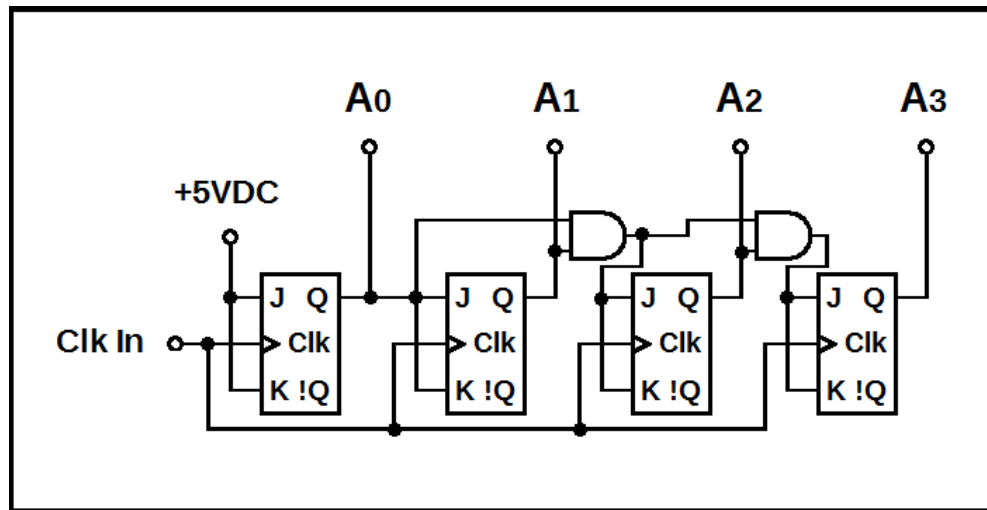 A0 A1 A2 A3
+5VDC
J Q J Q J Q J Q
Clk In Clk Clk Clk Clk
K !Q K !Q K !Q K !Q